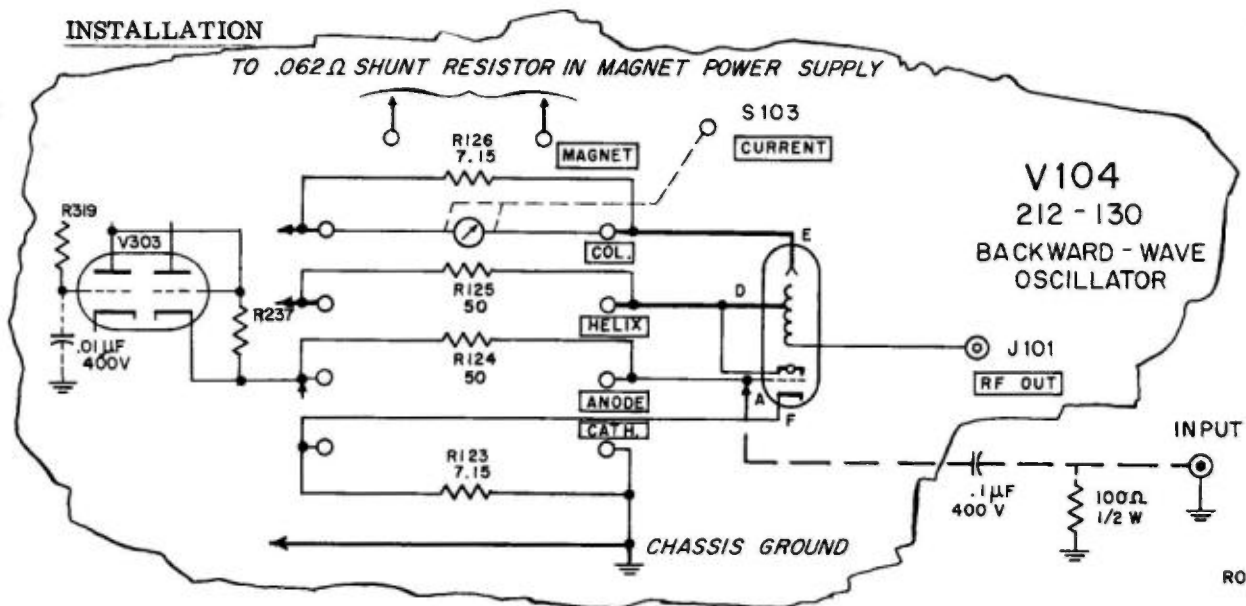 INSTALLATION
TO .062Ω SHUNT RESISTOR IN MAGNET POWER SUPPLY
S103
CURRENT
MAGNET
R126
7.15
V104
212-130
BACKWARD-WAVE
OSCILLATOR
R319
V303
COL.
E
R125
50
D
R237
HELIX
.01μF
400V
R124
50
J101
RF OUT
ANODE
A
CATH.
F
INPUT
R123
7.15
.1μF
400V
100Ω
1/2 W
CHASSIS GROUND
RO